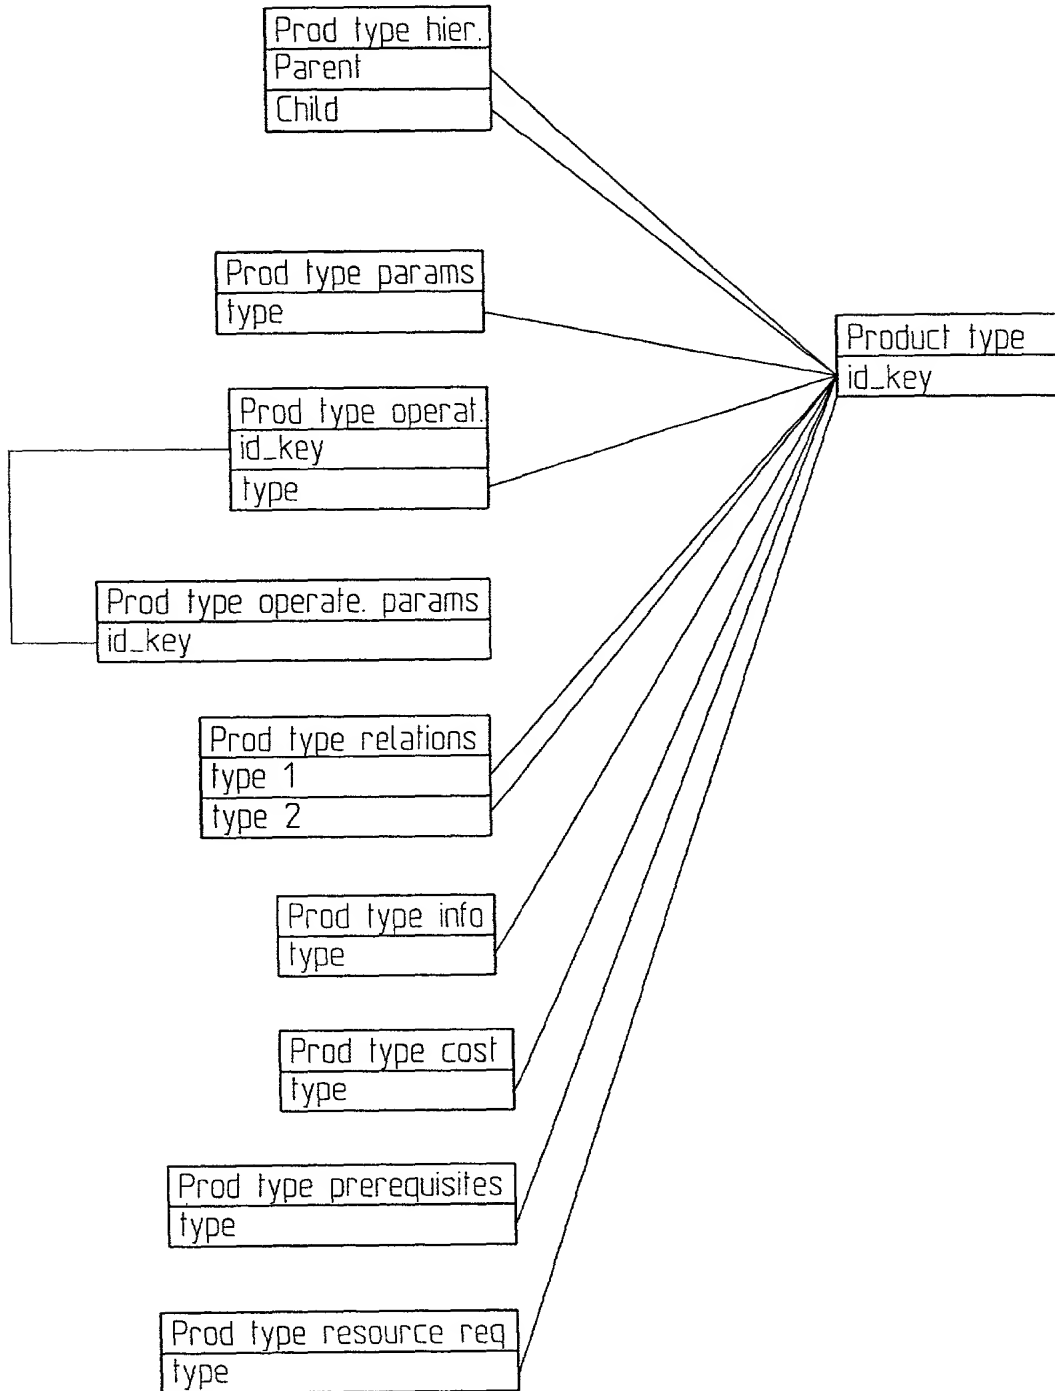 Prod type hier.
Parent
Child
Prod type params
type
Product type
id_key
Prod type operat.
id_key
type
Prod type operate. params
id_key
Prod type relations
type 1
type 2
Prod type info
type
Prod type cost
type
Prod type prerequisites
type
Prod type resource req
type